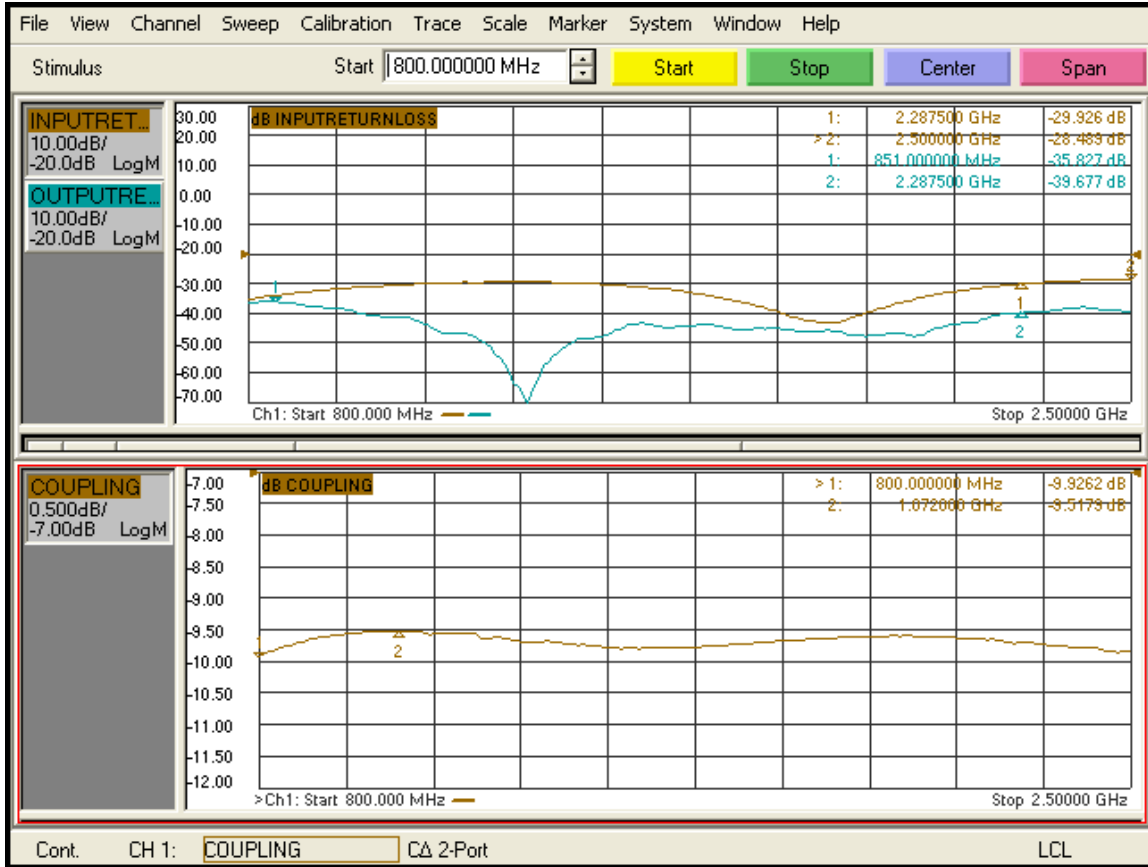 File View Channel Sweep Calibration Trace Scale Marker System Window Help
Stimulus Start 800.000000 MHz Start Stop Center Span
INPUTRET...
10.00dB/
-20.0dB LogM
OUTPUTRE...
10.00dB/
-20.0dB LogM
30.00
20.00
10.00
0.00
-10.00
-20.00
-30.00
-40.00
-50.00
-60.00
-70.00
dB INPUTRETURNLOSS
1: 2.287500 GHz -29.926 dB
> 2: 2.500000 GHz -28.489 dB
1: 851.000000 MHz -35.827 dB
2: 2.287500 GHz -39.677 dB
1
2
1
2
Ch1: Start 800.000 MHz Stop 2.50000 GHz
COUPLING
0.500dB/
-7.00dB LogM
-7.00
-7.50
-8.00
-8.50
-9.00
-9.50
-10.00
-10.50
-11.00
-11.50
-12.00
dB COUPLING
> 1: 800.000000 MHz -9.9262 dB
2: 1.072000 GHz -9.5179 dB
1
2
>Ch1: Start 800.000 MHz Stop 2.50000 GHz
Cont. CH 1: COUPLING C∆ 2-Port LCL